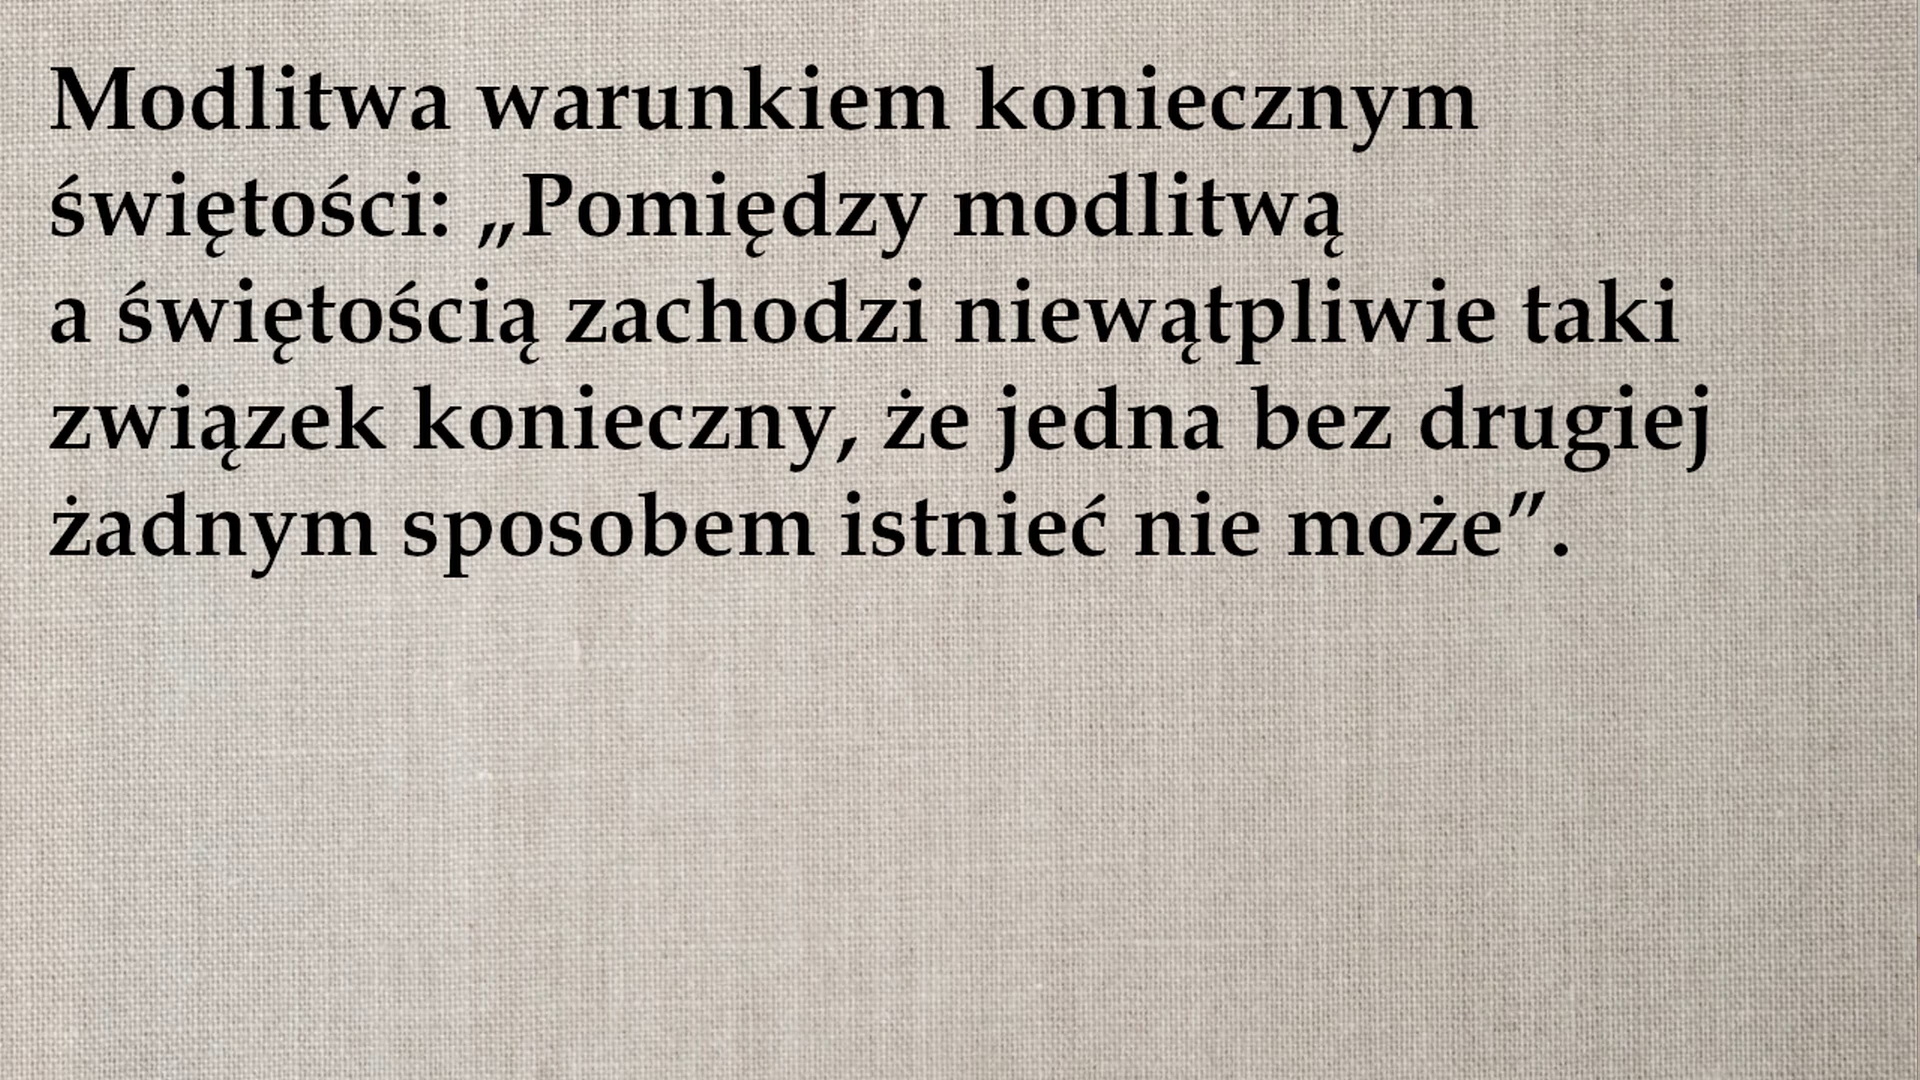 Modlitwa warunkiem koniecznym
świętości: „Pomiędzy modlitwą
a świętością zachodzi niewątpliwie taki
związek konieczny, że jedna bez drugiej
żadnym sposobem istnieć nie może”.